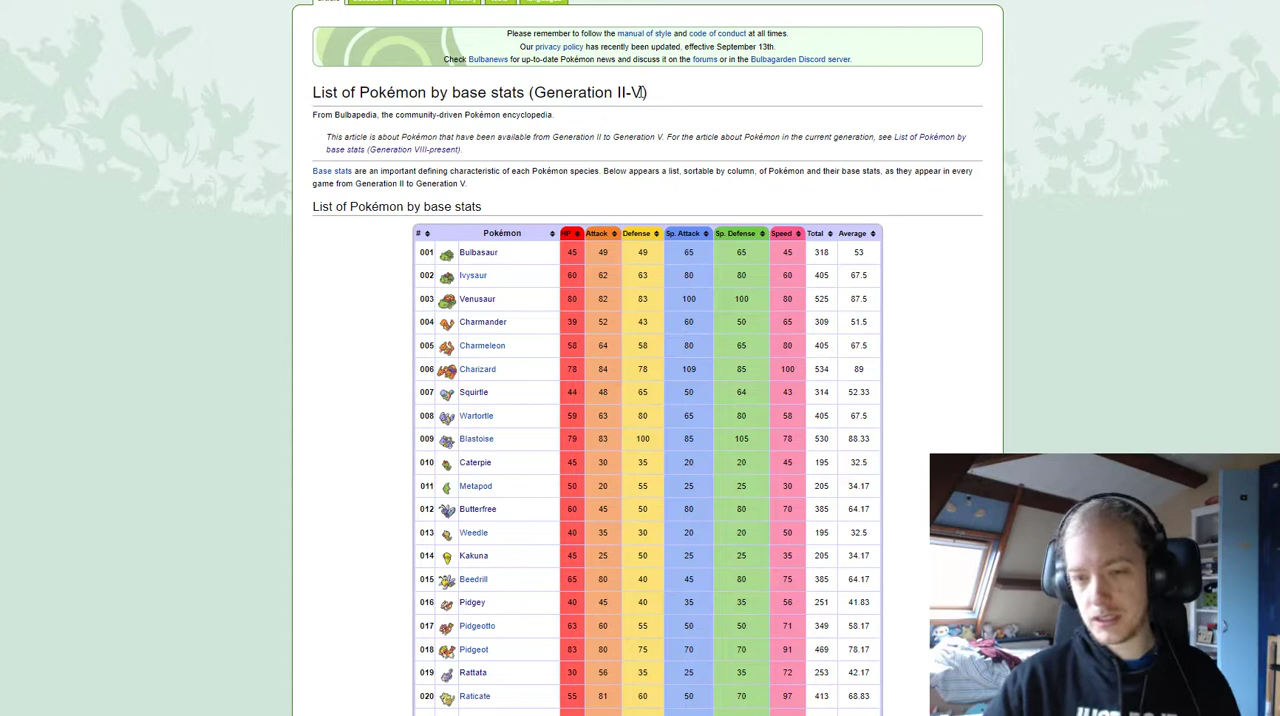 Please remember to follow the manual of style and code of conduct at all times.
Our privacy policy has recently been updated, effective September 13th.
Check Bulbanews for up-to-date Pokémon news and discuss it on the forums or in the Bulbagarden Discord server.
List of Pokémon by base stats (Generation II-V)
From Bulbapedia, the community-driven Pokémon encyclopedia.
This article is about Pokémon that have been available from Generation II to Generation V. For the article about Pokémon in the current generation, see List of Pokémon by
base stats (Generation VIII-present).
Base stats are an important defining characteristic of each Pokémon species. Below appears a list, sortable by column, of Pokémon and their base stats, as they appear in every
game from Generation II to Generation V.
List of Pokémon by base stats
# Pokémon HP Attack Defense Sp. Attack Sp. Defense Speed Total Average
001 Bulbasaur 45 49 49 65 65 45 318 53
002 Ivysaur 60 62 63 80 80 60 405 67.5
003 Venusaur 80 82 83 100 100 80 525 87.5
004 Charmander 39 52 43 60 50 65 309 51.5
005 Charmeleon 58 64 58 80 65 80 405 67.5
006 Charizard 78 84 78 109 85 100 534 89
007 Squirtle 44 48 65 50 64 43 314 52.33
008 Wartortle 59 63 80 65 80 58 405 67.5
009 Blastoise 79 83 100 85 105 78 530 88.33
010 Caterpie 45 30 35 20 20 45 195 32.5
011 Metapod 50 20 55 25 25 30 205 34.17
012 Butterfree 60 45 50 80 80 70 385 64.17
013 Weedle 40 35 30 20 20 50 195 32.5
014 Kakuna 45 25 50 25 25 35 205 34.17
015 Beedrill 65 80 40 45 80 75 385 64.17
016 Pidgey 40 45 40 35 35 56 251 41.83
017 Pidgeotto 63 60 55 50 50 71 349 58.17
018 Pidgeot 83 80 75 70 70 91 469 78.17
019 Rattata 30 56 35 25 35 72 253 42.17
020 Raticate 55 81 60 50 70 97 413 68.83